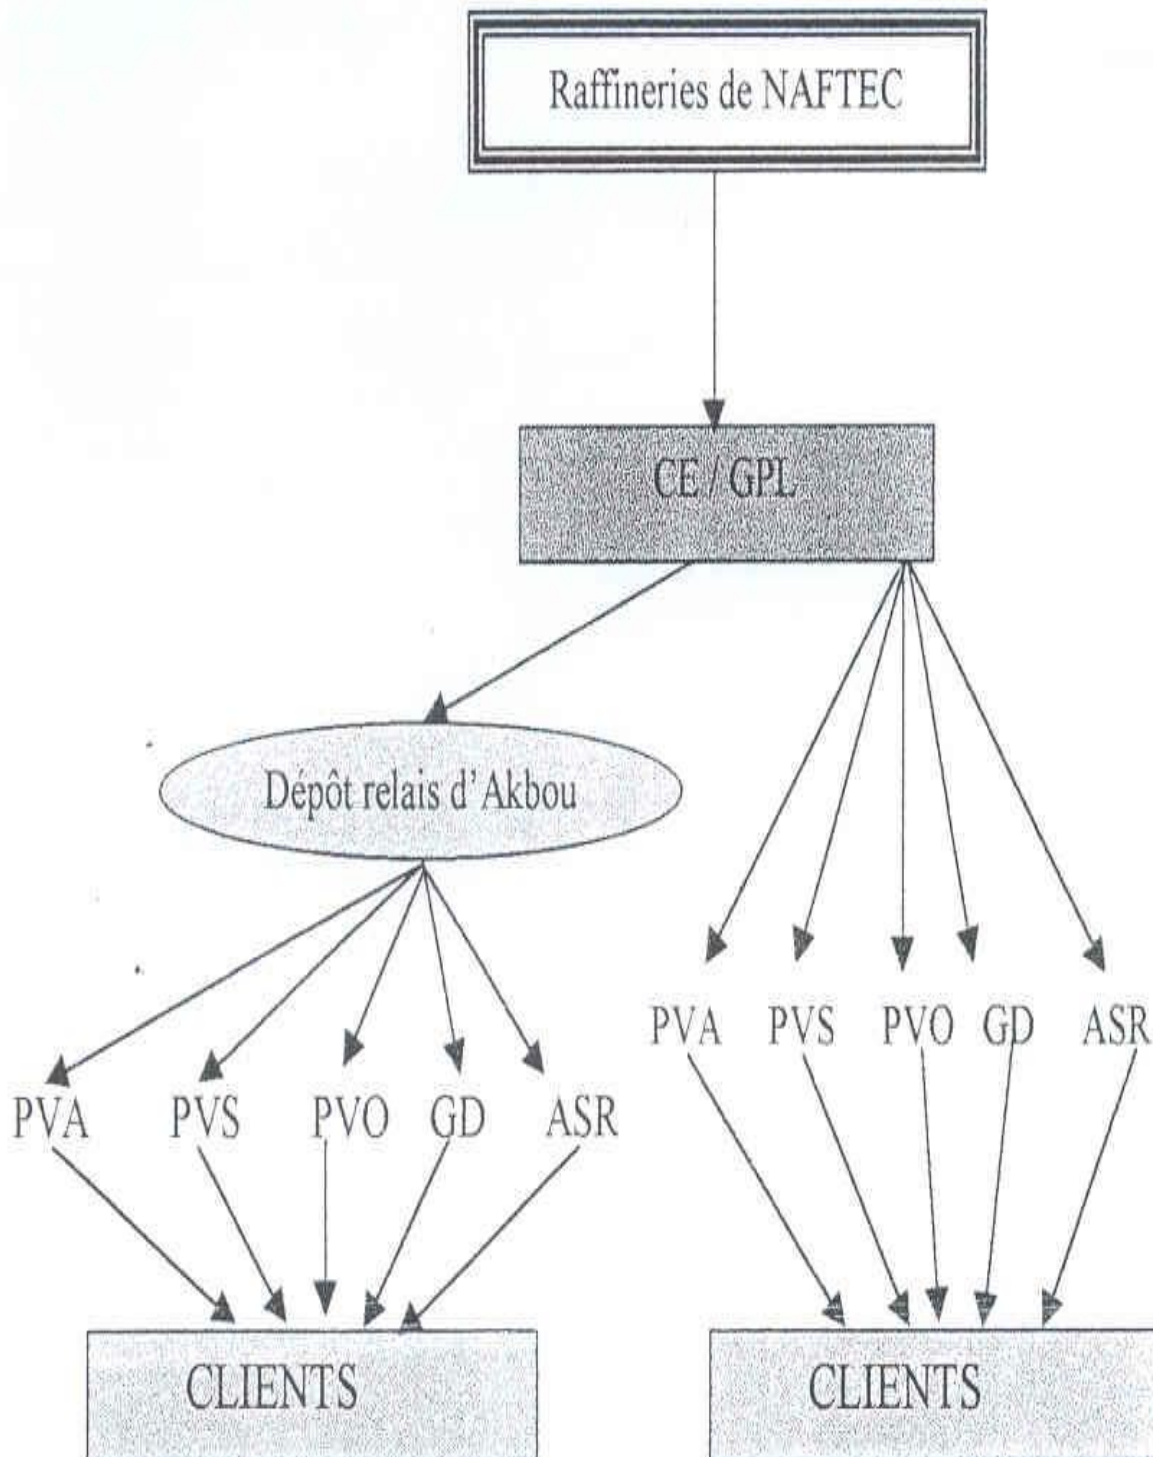 Raffineries de NAFTEC
CE / GPL
Dépôt relais d'Akbou
PVA PVS PVO GD ASR
PVA PVS PVO GD ASR
CLIENTS
CLIENTS